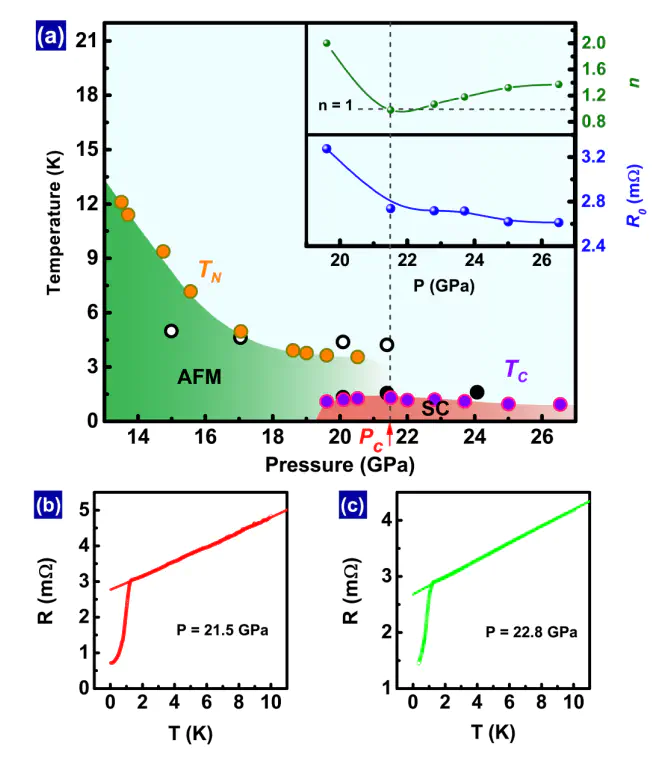 (a)
21
18
15
12
9
6
3
0
Temperature (K)
14 16 18 20 22 24 26
Pressure (GPa)
T_N
AFM
T_C
SC
P_C
n = 1
2.0
1.6
1.2
0.8
n
3.2
2.8
2.4
R_0 (mΩ)
20 22 24 26
P (GPa)
(b)
5
4
3
2
1
0
R (mΩ)
P = 21.5 GPa
0 2 4 6 8 10
T (K)
(c)
4
3
2
1
R (mΩ)
P = 22.8 GPa
0 2 4 6 8 10
T (K)